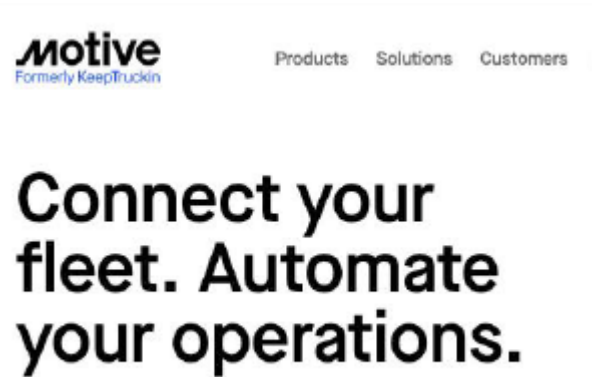 Motive
Formerly KeepTruckin
Products Solutions Customers
Connect your
fleet. Automate
your operations.